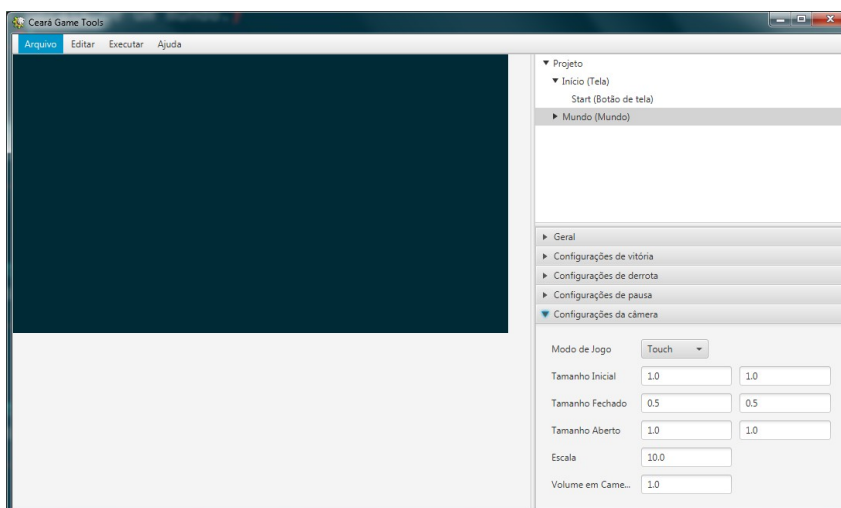 Ceará Game Tools
Arquivo Editar Executar Ajuda
Projeto
Início (Tela)
Start (Botão de tela)
Mundo (Mundo)
Geral
Configurações de vitória
Configurações de derrota
Configurações de pausa
Configurações da câmera
Modo de Jogo Touch
Tamanho Inicial 1.0 1.0
Tamanho Fechado 0.5 0.5
Tamanho Aberto 1.0 1.0
Escala 10.0
Volume em Came... 1.0